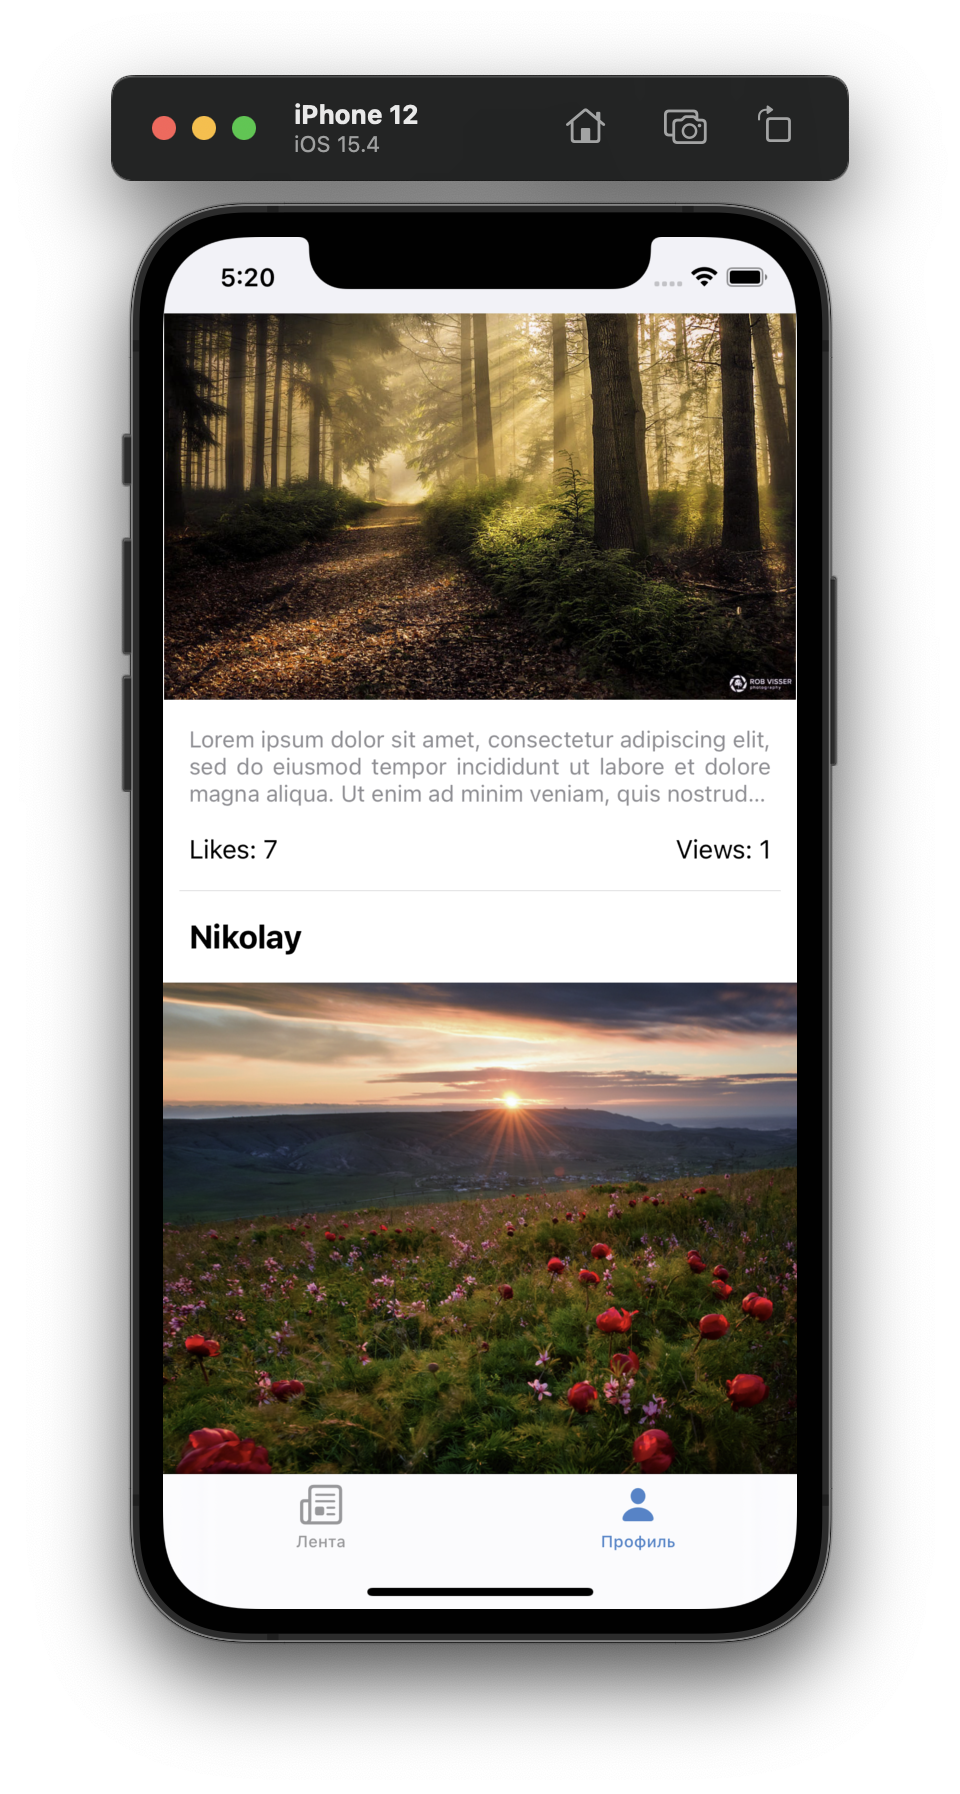 iPhone 12
iOS 15.4
5:20
ROB VISSER
photography
Lorem ipsum dolor sit amet, consectetur adipiscing elit,
sed do eiusmod tempor incididunt ut labore et dolore
magna aliqua. Ut enim ad minim veniam, quis nostrud...
Likes: 7
Views: 1
Nikolay
Лента
Профиль